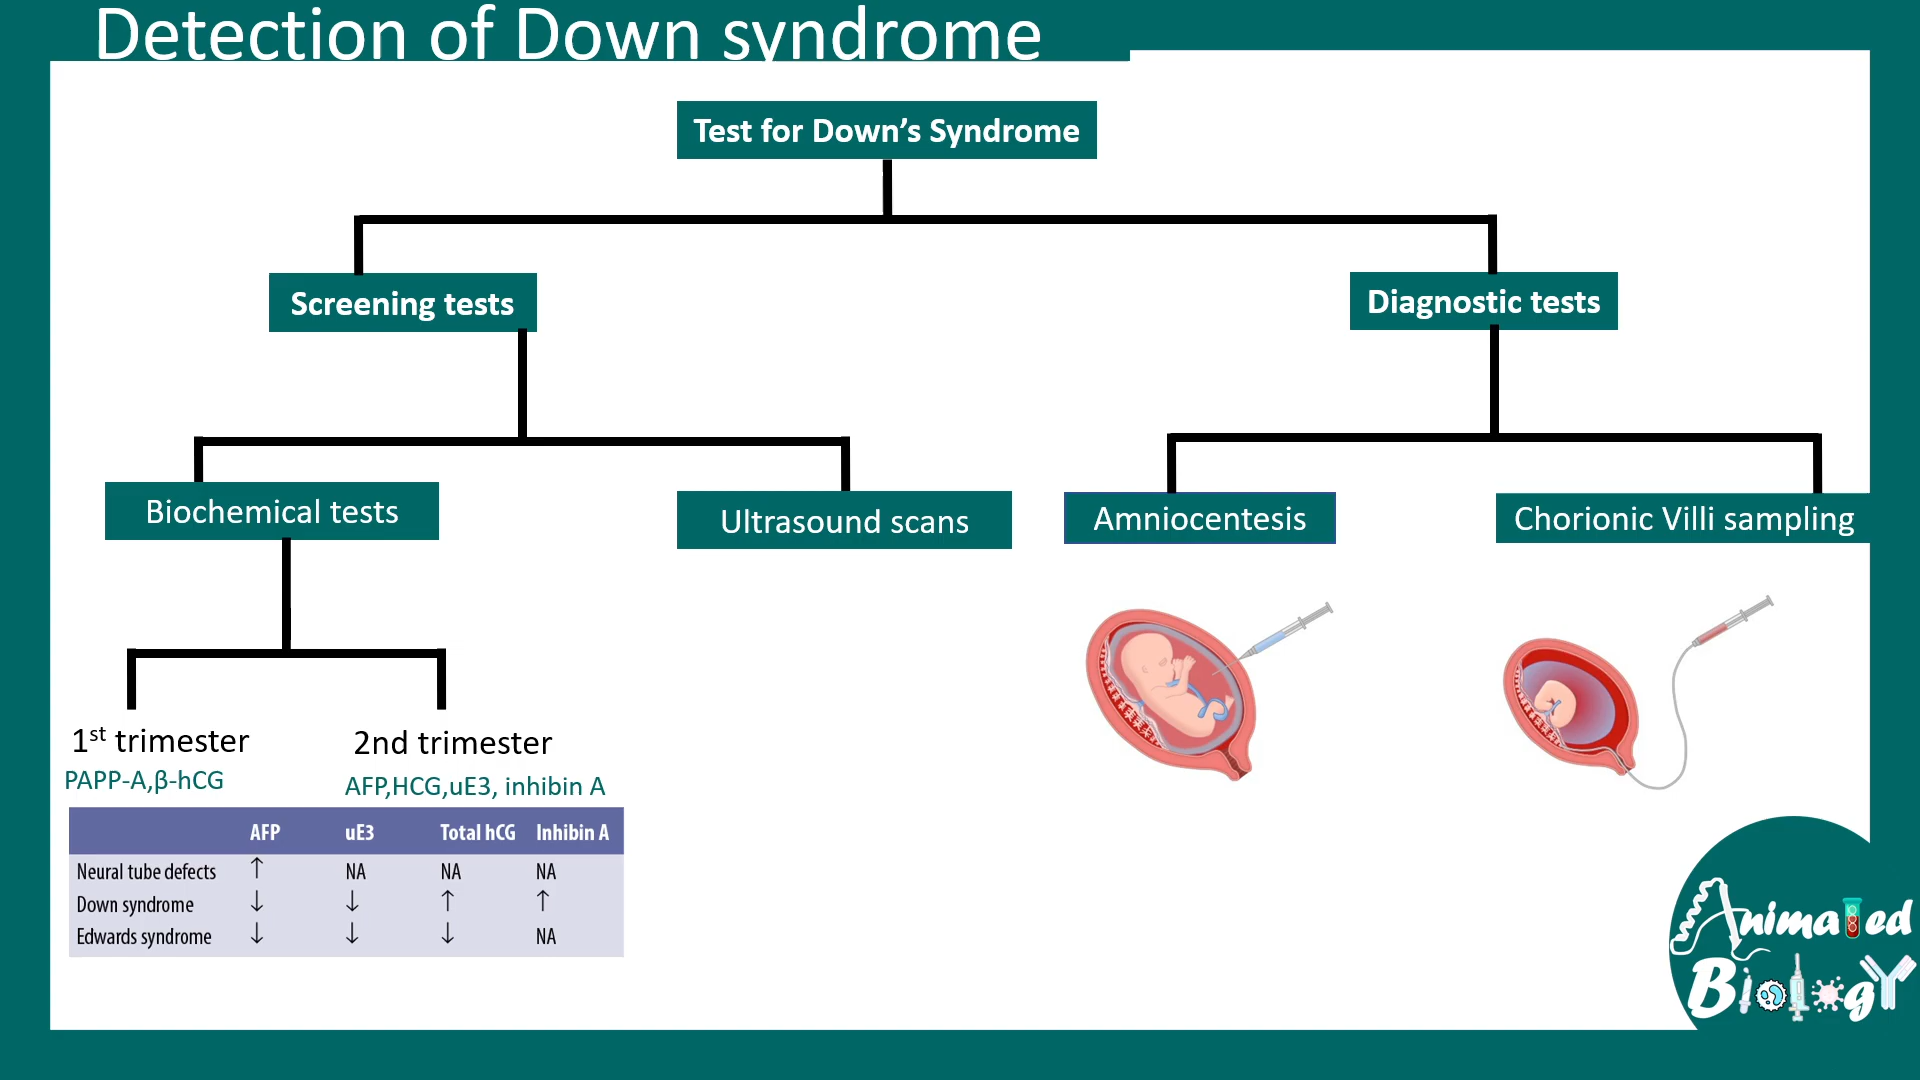 Detection of Down syndrome
Test for Down’s Syndrome
Screening tests
Diagnostic tests
Biochemical tests
Ultrasound scans
Amniocentesis
Chorionic Villi sampling
1st trimester
PAPP-A,β-hCG
2nd trimester
AFP,HCG,uE3, inhibin A
AFP uE3 Total hCG Inhibin A
Neural tube defects ↑ NA NA NA
Down syndrome ↓ ↓ ↑ ↑
Edwards syndrome ↓ ↓ ↓ NA
Animated
Biology